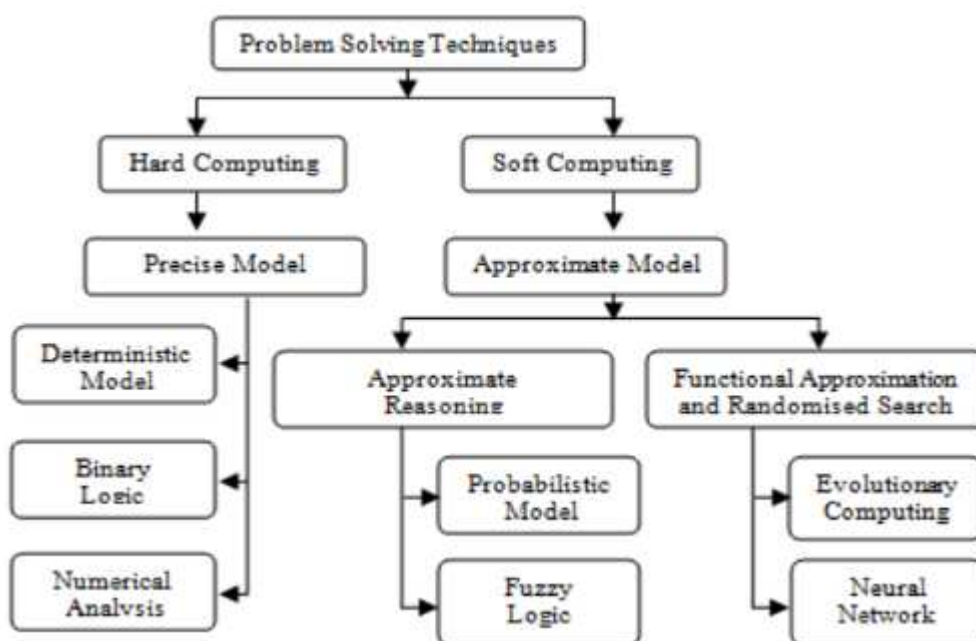 Problem Solving Techniques
Hard Computing
Soft Computing
Precise Model
Approximate Model
Deterministic
Model
Approximate
Reasoning
Functional Approximation
and Randomised Search
Binary
Logic
Probabilistic
Model
Evolutionary
Computing
Numerical
Analysis
Fuzzy
Logic
Neural
Network